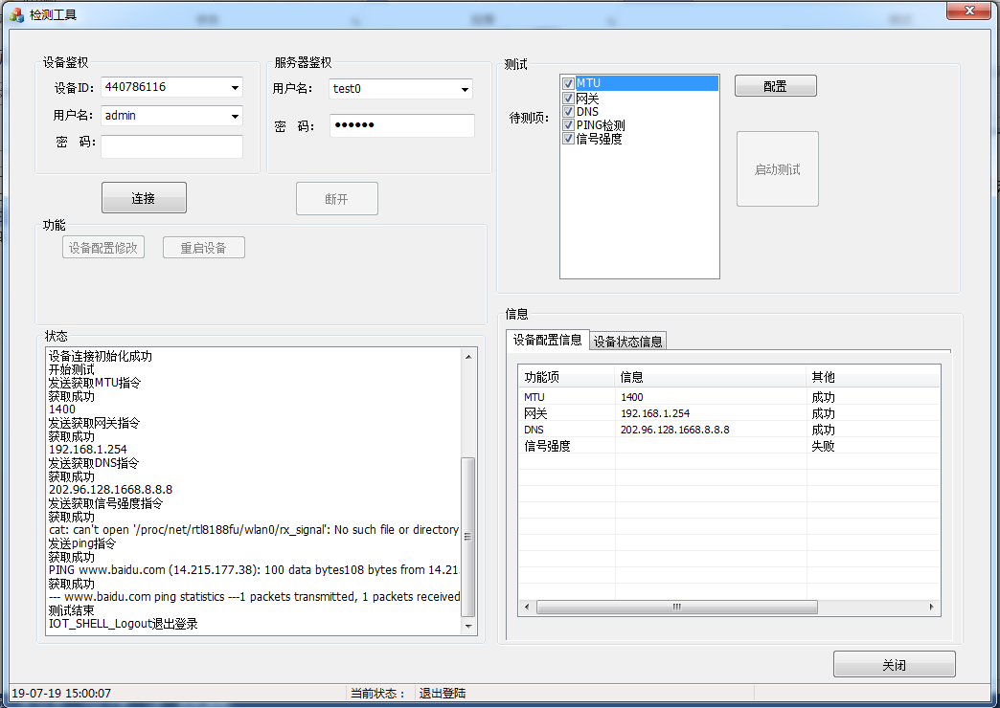 检测工具
设备鉴权
设备ID: 440786116
用户名: admin
密 码:
服务器鉴权
用户名: test0
密 码: ●●●●●●
连接
断开
功能
设备配置修改
重启设备
测试
待测项:
MTU
网关
DNS
PING检测
信号强度
配置
启动测试
状态
设备连接初始化成功
开始测试
发送获取MTU指令
获取成功
1400
发送获取网关指令
获取成功
192.168.1.254
发送获取DNS指令
获取成功
202.96.128.1668.8.8.8
发送获取信号强度指令
获取成功
cat: can't open '/proc/net/rtl8188fu/wlan0/rx_signal': No such file or directory
发送ping指令
获取成功
PING www.baidu.com (14.215.177.38): 100 data bytes108 bytes from 14.21
获取成功
--- www.baidu.com ping statistics ---1 packets transmitted, 1 packets received
测试结束
IOT_SHELL_Logout退出登录
信息
设备配置信息
设备状态信息
功能项 信息 其他
MTU 1400 成功
网关 192.168.1.254 成功
DNS 202.96.128.1668.8.8.8 成功
信号强度 失败
关闭
19-07-19 15:00:07
当前状态： 退出登陆